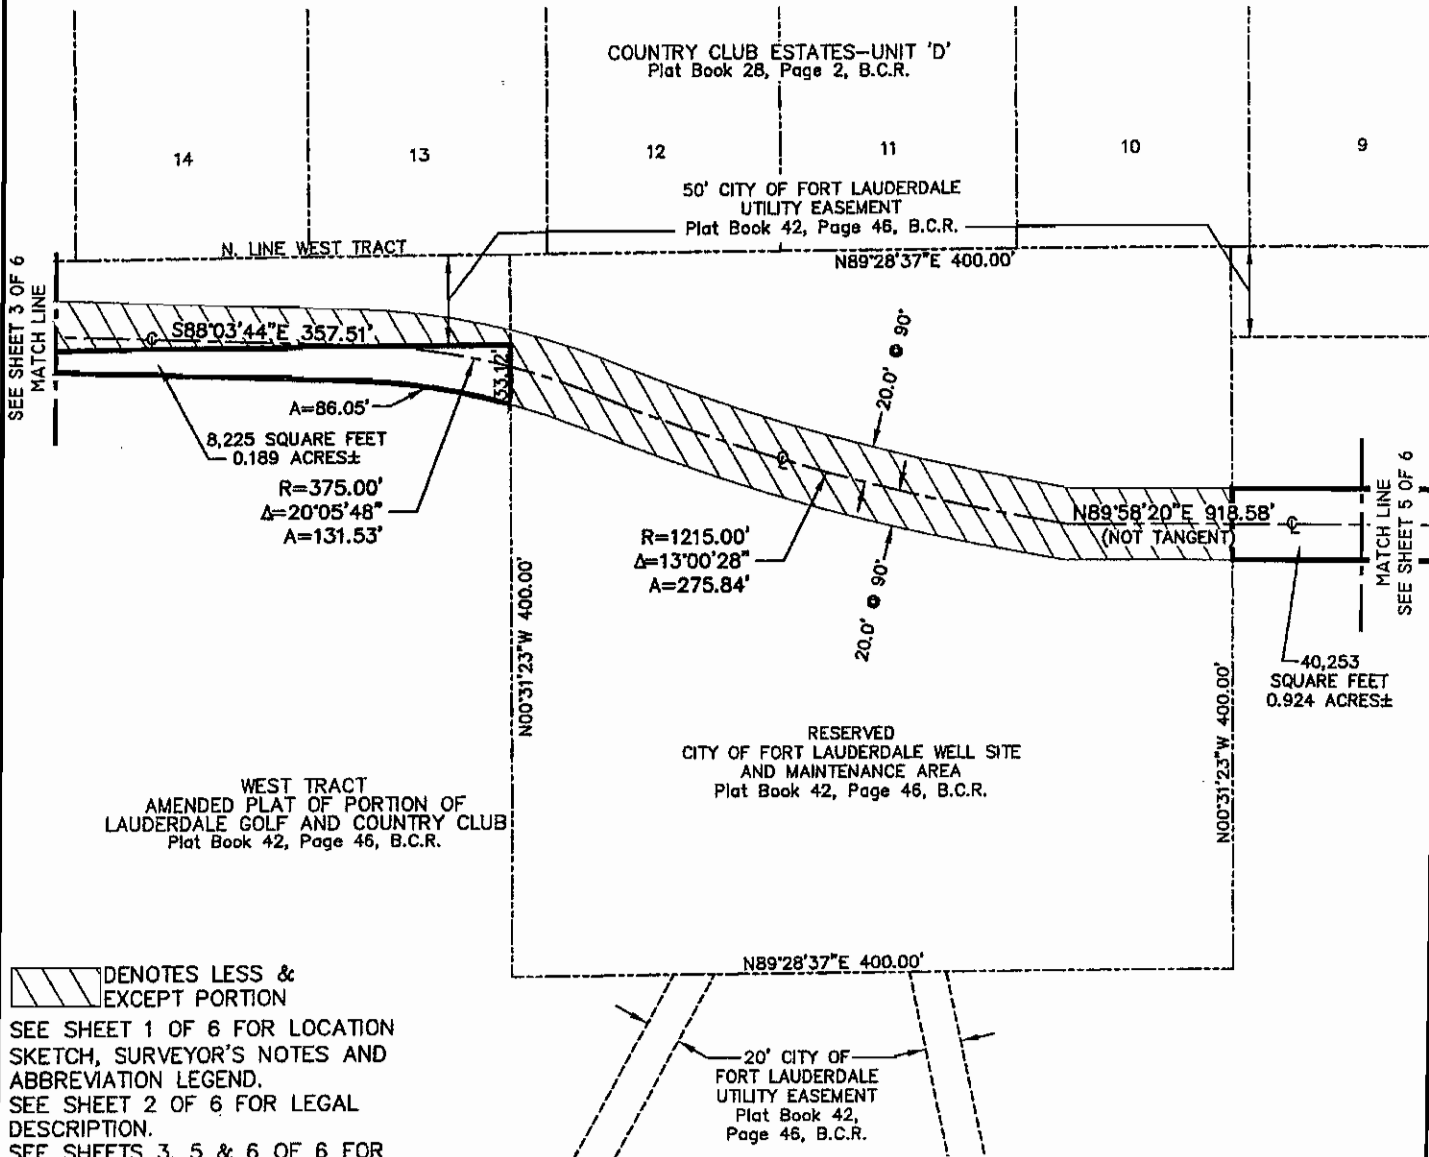 COUNTRY CLUB ESTATES-UNIT 'D'
Plat Book 28, Page 2, B.C.R.
14
13
12
11
10
9
50' CITY OF FORT LAUDERDALE
UTILITY EASEMENT
Plat Book 42, Page 46, B.C.R.
N. LINE WEST TRACT
N89°28'37"E 400.00'
SEE SHEET 3 OF 6
MATCH LINE
S88°03'44"E 357.51'
33.12'
A=86.05'
8,225 SQUARE FEET
0.189 ACRES±
R=375.00'
Δ=20°05'48"
A=131.53'
20.0' @ 90°
R=1215.00'
Δ=13°00'28"
A=275.84'
20.0' @ 90°
N89°58'20"E 918.58'
(NOT TANGENT)
MATCH LINE
SEE SHEET 5 OF 6
40,253
SQUARE FEET
0.924 ACRES±
N00°31'23"W 400.00'
N00°31'23"W 400.00'
RESERVED
CITY OF FORT LAUDERDALE WELL SITE
AND MAINTENANCE AREA
Plat Book 42, Page 46, B.C.R.
WEST TRACT
AMENDED PLAT OF PORTION OF
LAUDERDALE GOLF AND COUNTRY CLUB
Plat Book 42, Page 46, B.C.R.
N89°28'37"E 400.00'
DENOTES LESS &
EXCEPT PORTION
SEE SHEET 1 OF 6 FOR LOCATION
SKETCH, SURVEYOR'S NOTES AND
ABBREVIATION LEGEND.
SEE SHEET 2 OF 6 FOR LEGAL
DESCRIPTION.
SEE SHEETS 3, 5 & 6 OF 6 FOR
20' CITY OF
FORT LAUDERDALE
UTILITY EASEMENT
Plat Book 42,
Page 46, B.C.R.